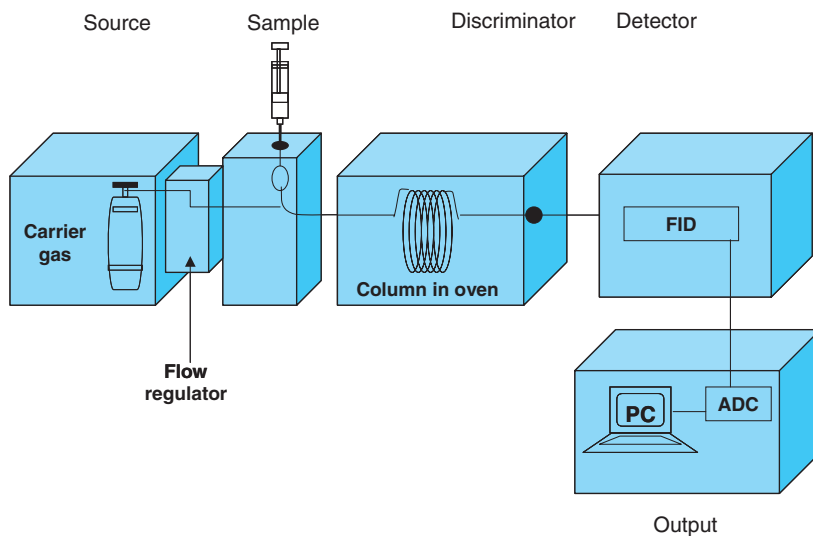 Source
Sample
Discriminator
Detector
Carrier
gas
FID
Column in oven
Flow
regulator
PC
ADC
Output